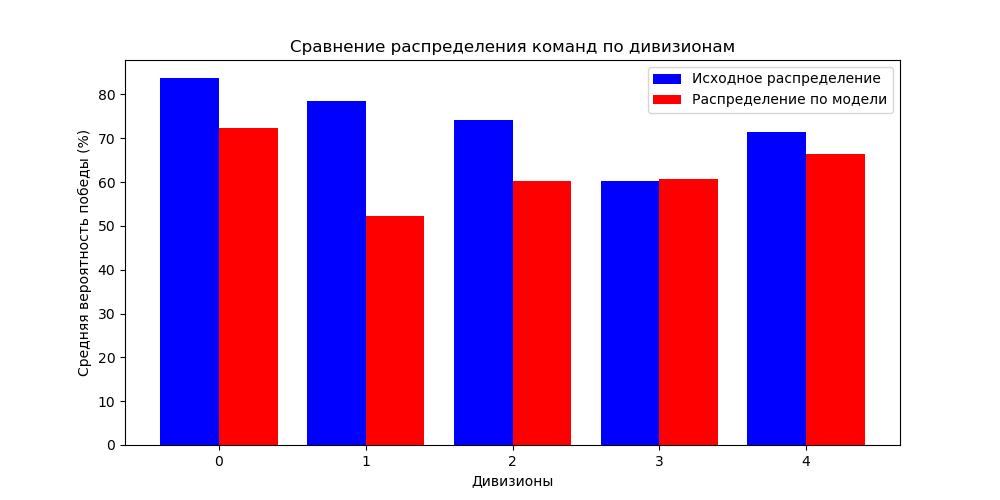 Сравнение распределения команд по дивизионам
Исходное распределение
Распределение по модели
Средняя вероятность победы (%)
80
70
60
50
40
30
20
10
0
0 1 2 3 4
Дивизионы